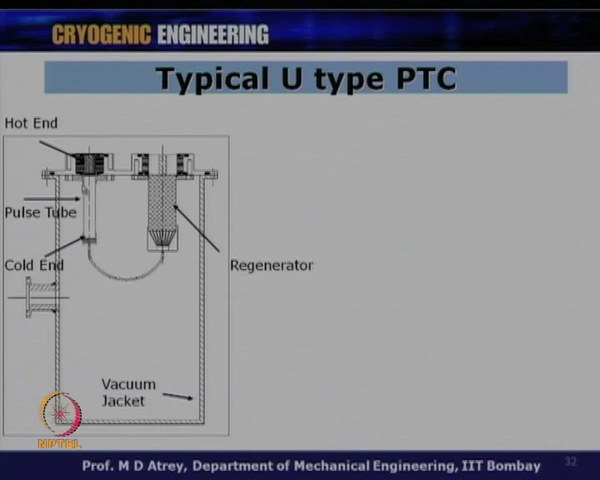 CRYOGENIC ENGINEERING
Typical U type PTC
Hot End
Pulse Tube
Cold End
Regenerator
Vacuum
Jacket
NPTEL
Prof. M D Atrey, Department of Mechanical Engineering, IIT Bombay
32